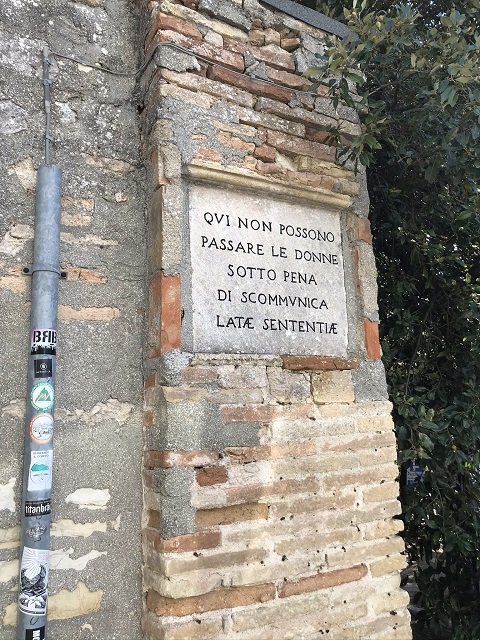 QVI NON POSSONO
PASSARE LE DONNE
SOTTO PENA
DI SCOMMVNICA
LATÆ SENTENTIÆ